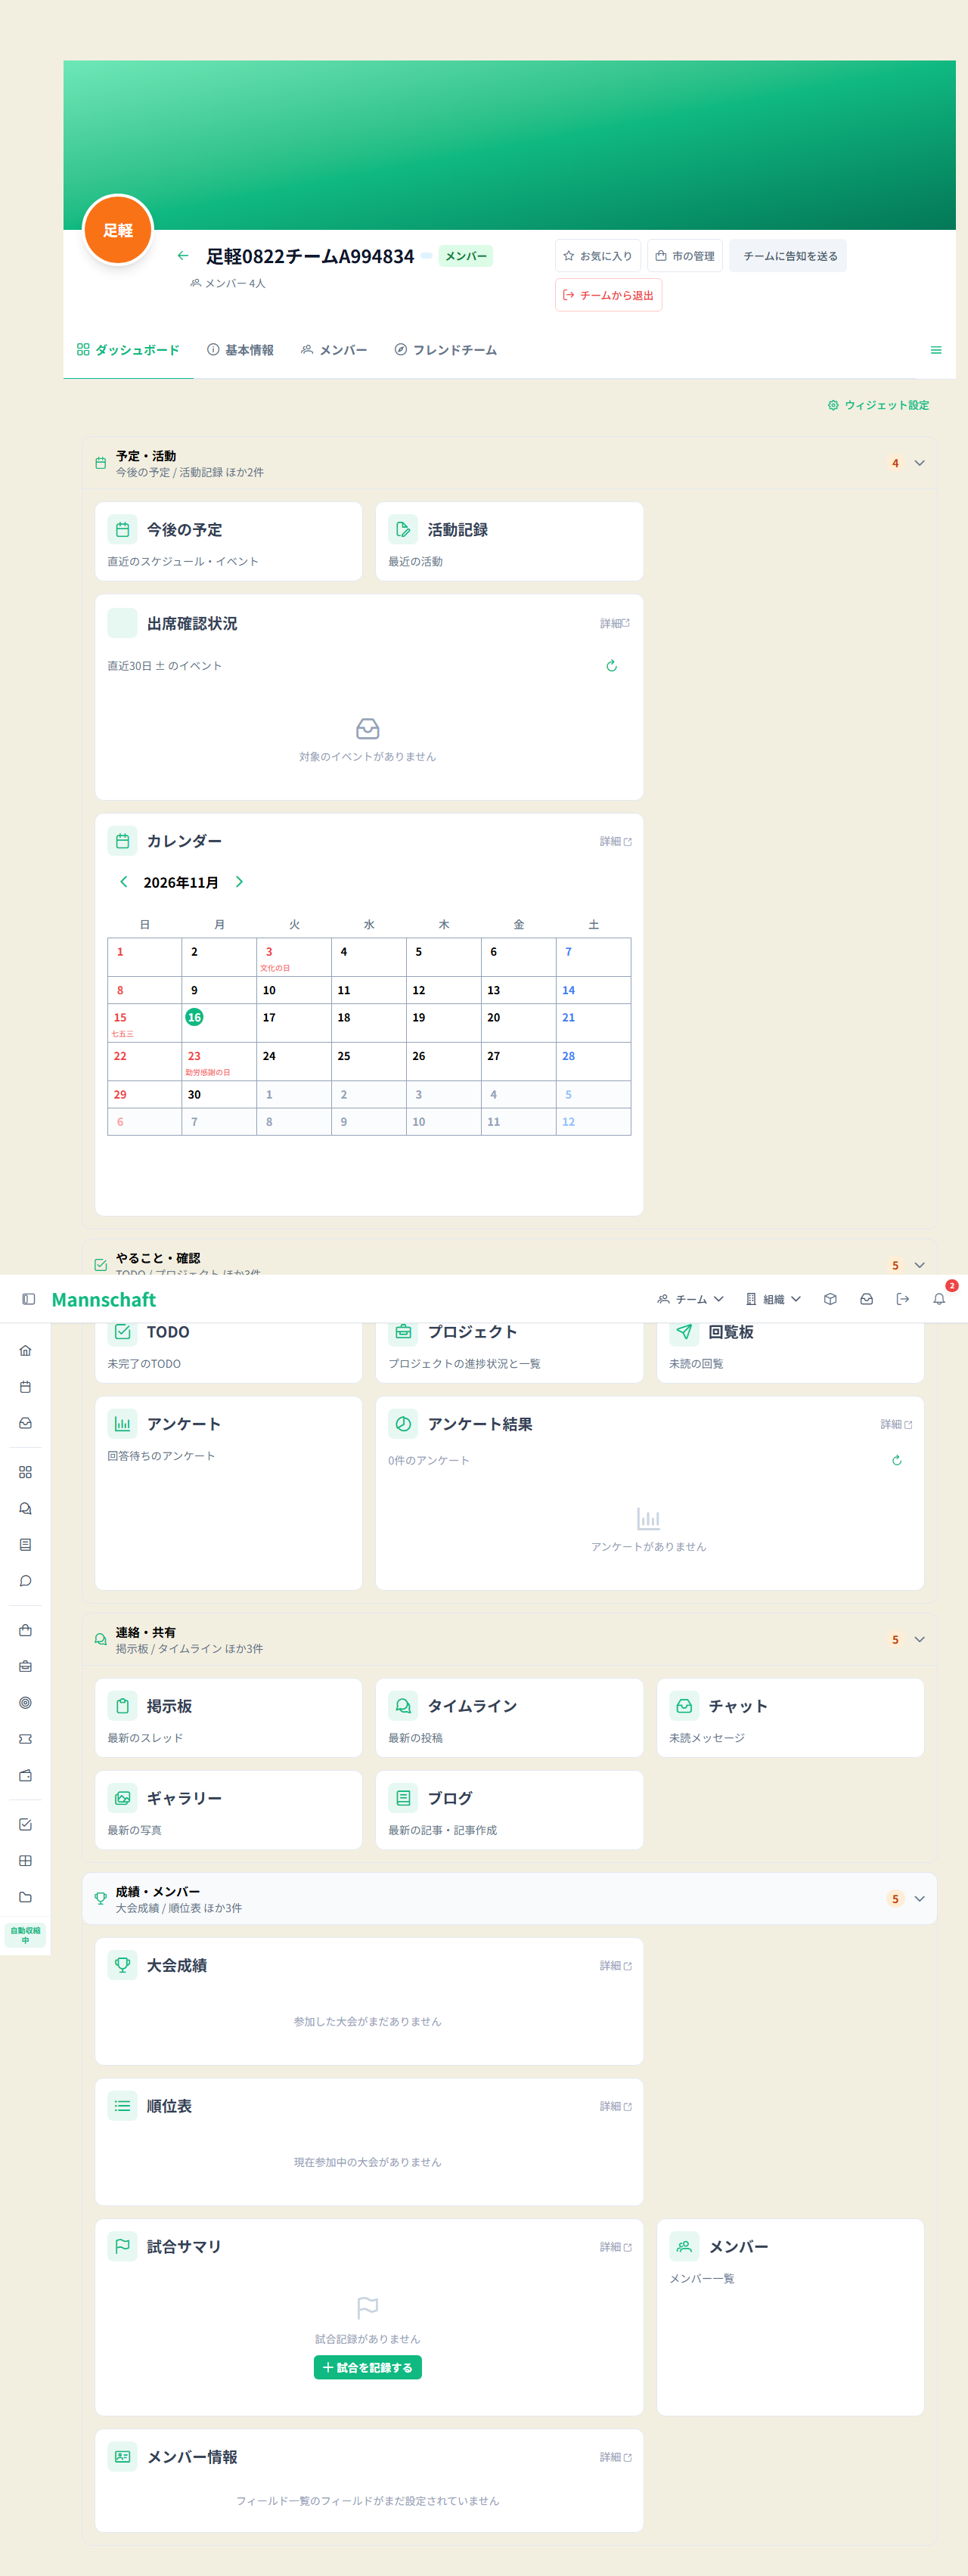 足軽
足軽0822チームA994834 メンバー
メンバー 4人
お気に入り 市の管理 チームに告知を送る
チームから退出
ダッシュボード 基本情報 メンバー フレンドチーム
ウィジェット設定
予定・活動
今後の予定 / 活動記録 ほか2件
4
今後の予定
直近のスケジュール・イベント
活動記録
最近の活動
出席確認状況 詳細
直近30日 ± のイベント
対象のイベントがありません
カレンダー 詳細
2026年11月
日 月 火 水 木 金 土
1 2 3 4 5 6 7
文化の日
8 9 10 11 12 13 14
15 16 17 18 19 20 21
七五三
22 23 24 25 26 27 28
勤労感謝の日
29 30 1 2 3 4 5
6 7 8 9 10 11 12
やること・確認
TODO / プロジェクト ほか3件
5
Mannschaft チーム 組織 2
TODO
未完了のTODO
プロジェクト
プロジェクトの進捗状況と一覧
回覧板
未読の回覧
アンケート
回答待ちのアンケート
アンケート結果 詳細
0件のアンケート
アンケートがありません
連絡・共有
掲示板 / タイムライン ほか3件
5
掲示板
最新のスレッド
タイムライン
最新の投稿
チャット
未読メッセージ
ギャラリー
最新の写真
ブログ
最新の記事・記事作成
成績・メンバー
大会成績 / 順位表 ほか3件
5
自動収縮
中
大会成績 詳細
参加した大会がまだありません
順位表 詳細
現在参加中の大会がありません
試合サマリ 詳細
試合記録がありません
試合を記録する
メンバー
メンバー一覧
メンバー情報 詳細
フィールド一覧のフィールドがまだ設定されていません